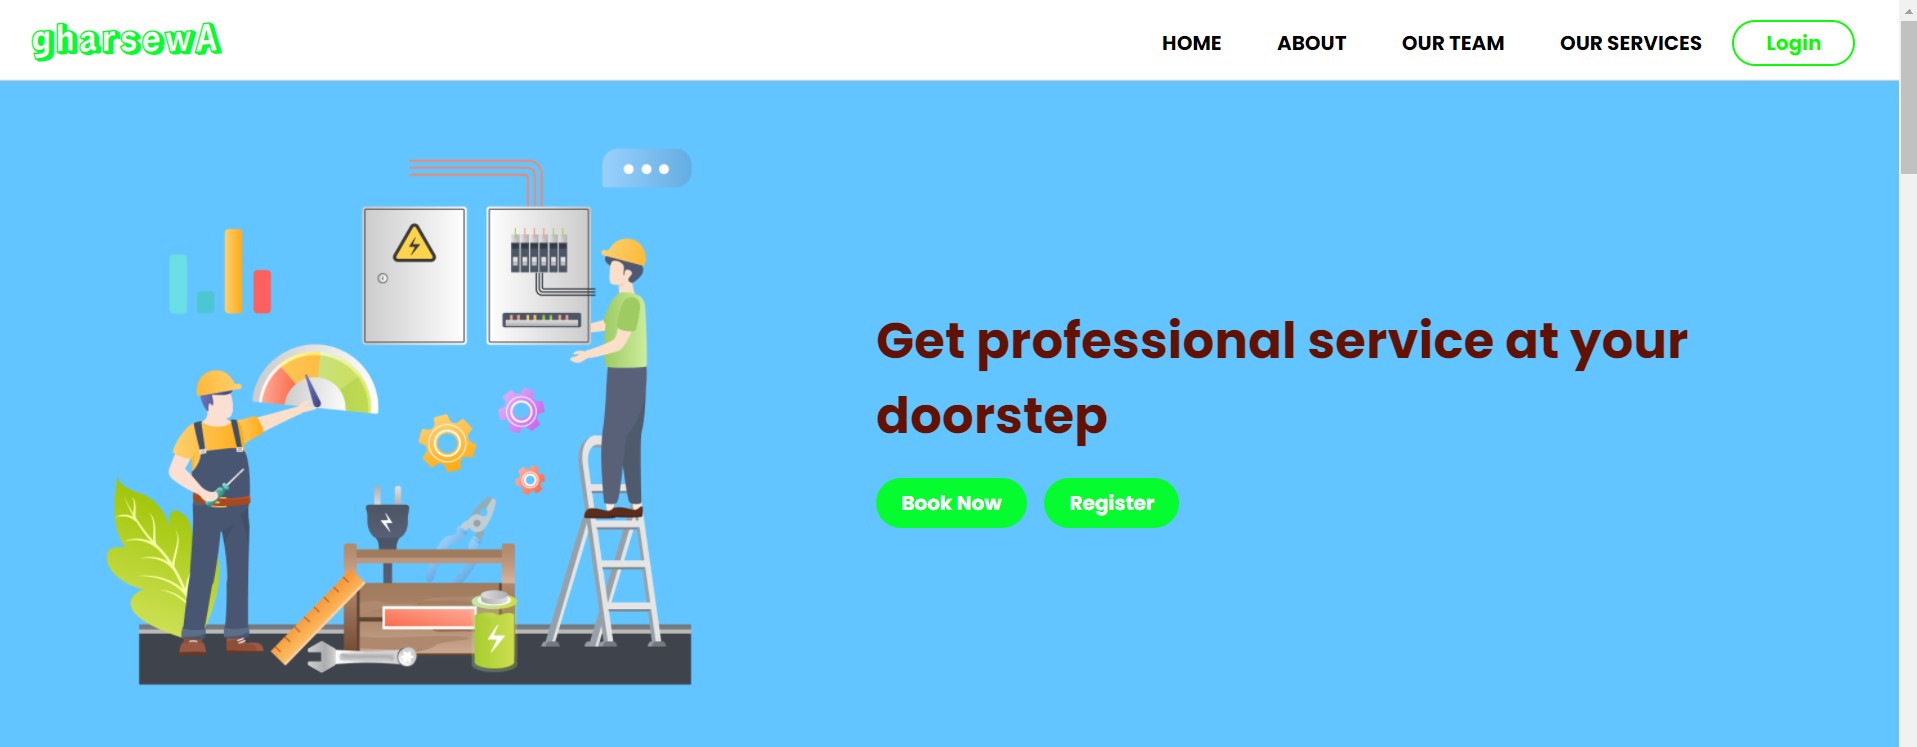 gharsewA
HOME ABOUT OUR TEAM OUR SERVICES Login
Get professional service at your
doorstep
Book Now Register